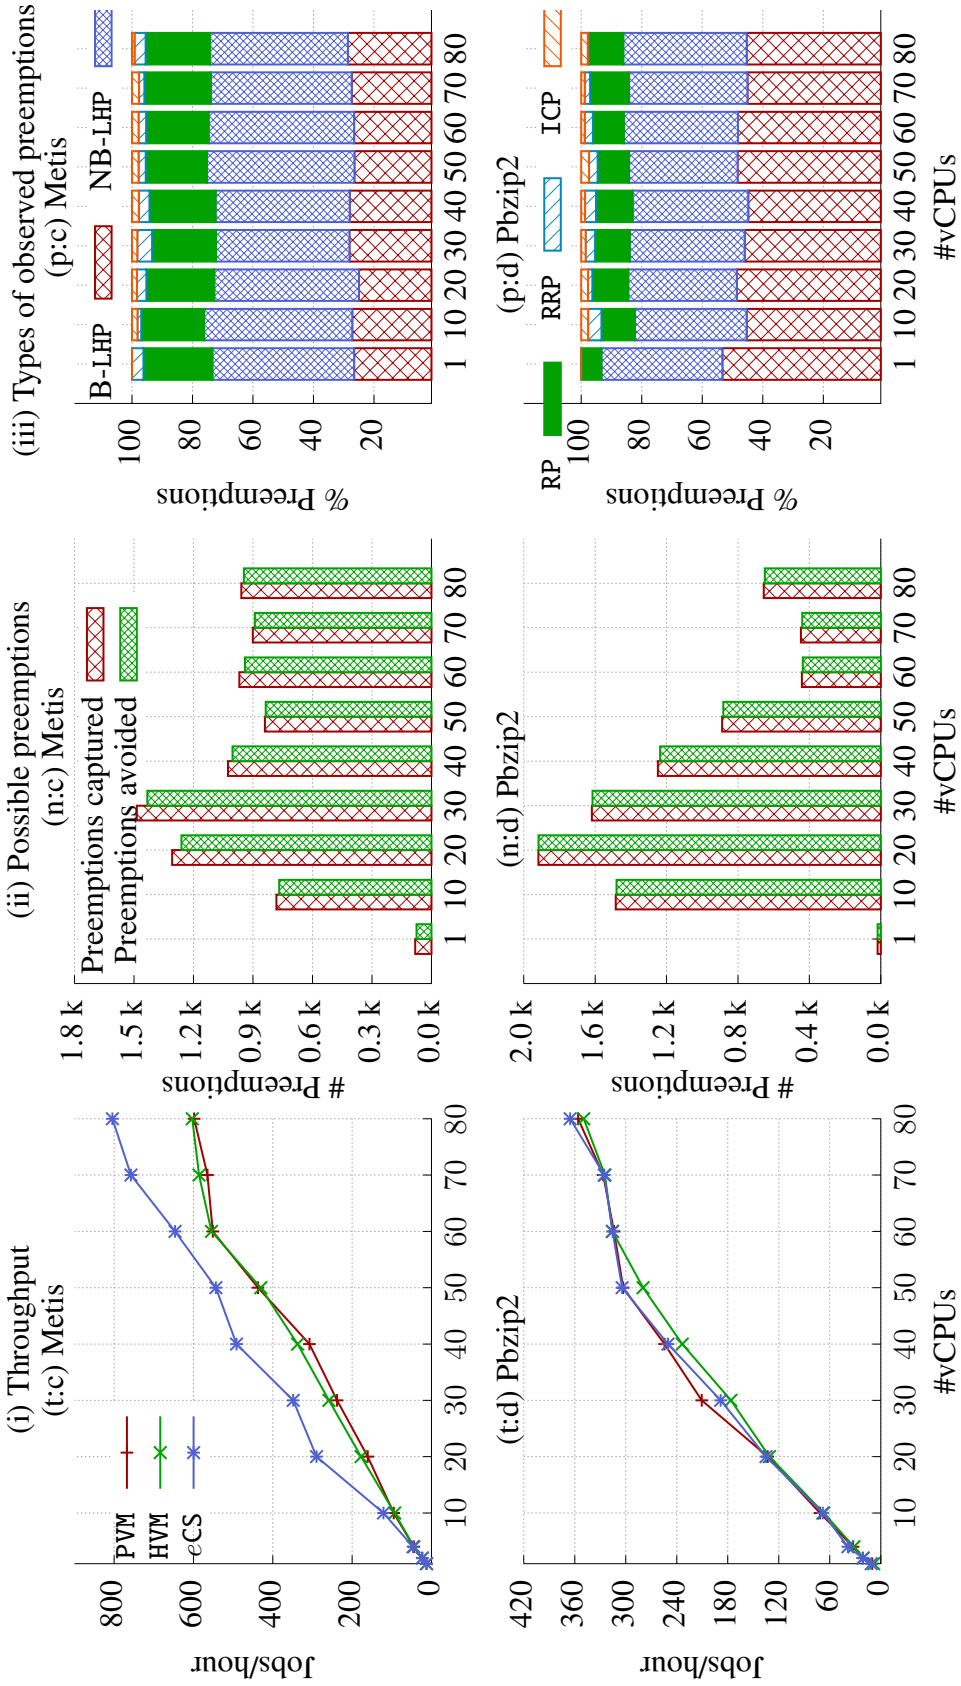 (i) Throughput
(t:c) Metis
Jobs/hour
800
600
400
200
0
10
20
30
40
50
60
70
80
PVM
HVM
eCS
(ii) Possible preemptions
(n:c) Metis
# Preemptions
1.8 k
1.5 k
1.2 k
0.9 k
0.6 k
0.3 k
0.0 k
1
10
20
30
40
50
60
70
80
Preemptions captured
Preemptions avoided
(iii) Types of observed preemptions
(p:c) Metis
% Preemptions
100
80
60
40
20
1
10
20
30
40
50
60
70
80
B-LHP
NB-LHP
(t:d) Pbzip2
Jobs/hour
420
360
300
240
180
120
60
0
10
20
30
40
50
60
70
80
#vCPUs
(n:d) Pbzip2
# Preemptions
2.0 k
1.6 k
1.2 k
0.8 k
0.4 k
0.0 k
1
10
20
30
40
50
60
70
80
#vCPUs
(p:d) Pbzip2
RP
RRP
ICP
% Preemptions
100
80
60
40
20
1
10
20
30
40
50
60
70
80
#vCPUs